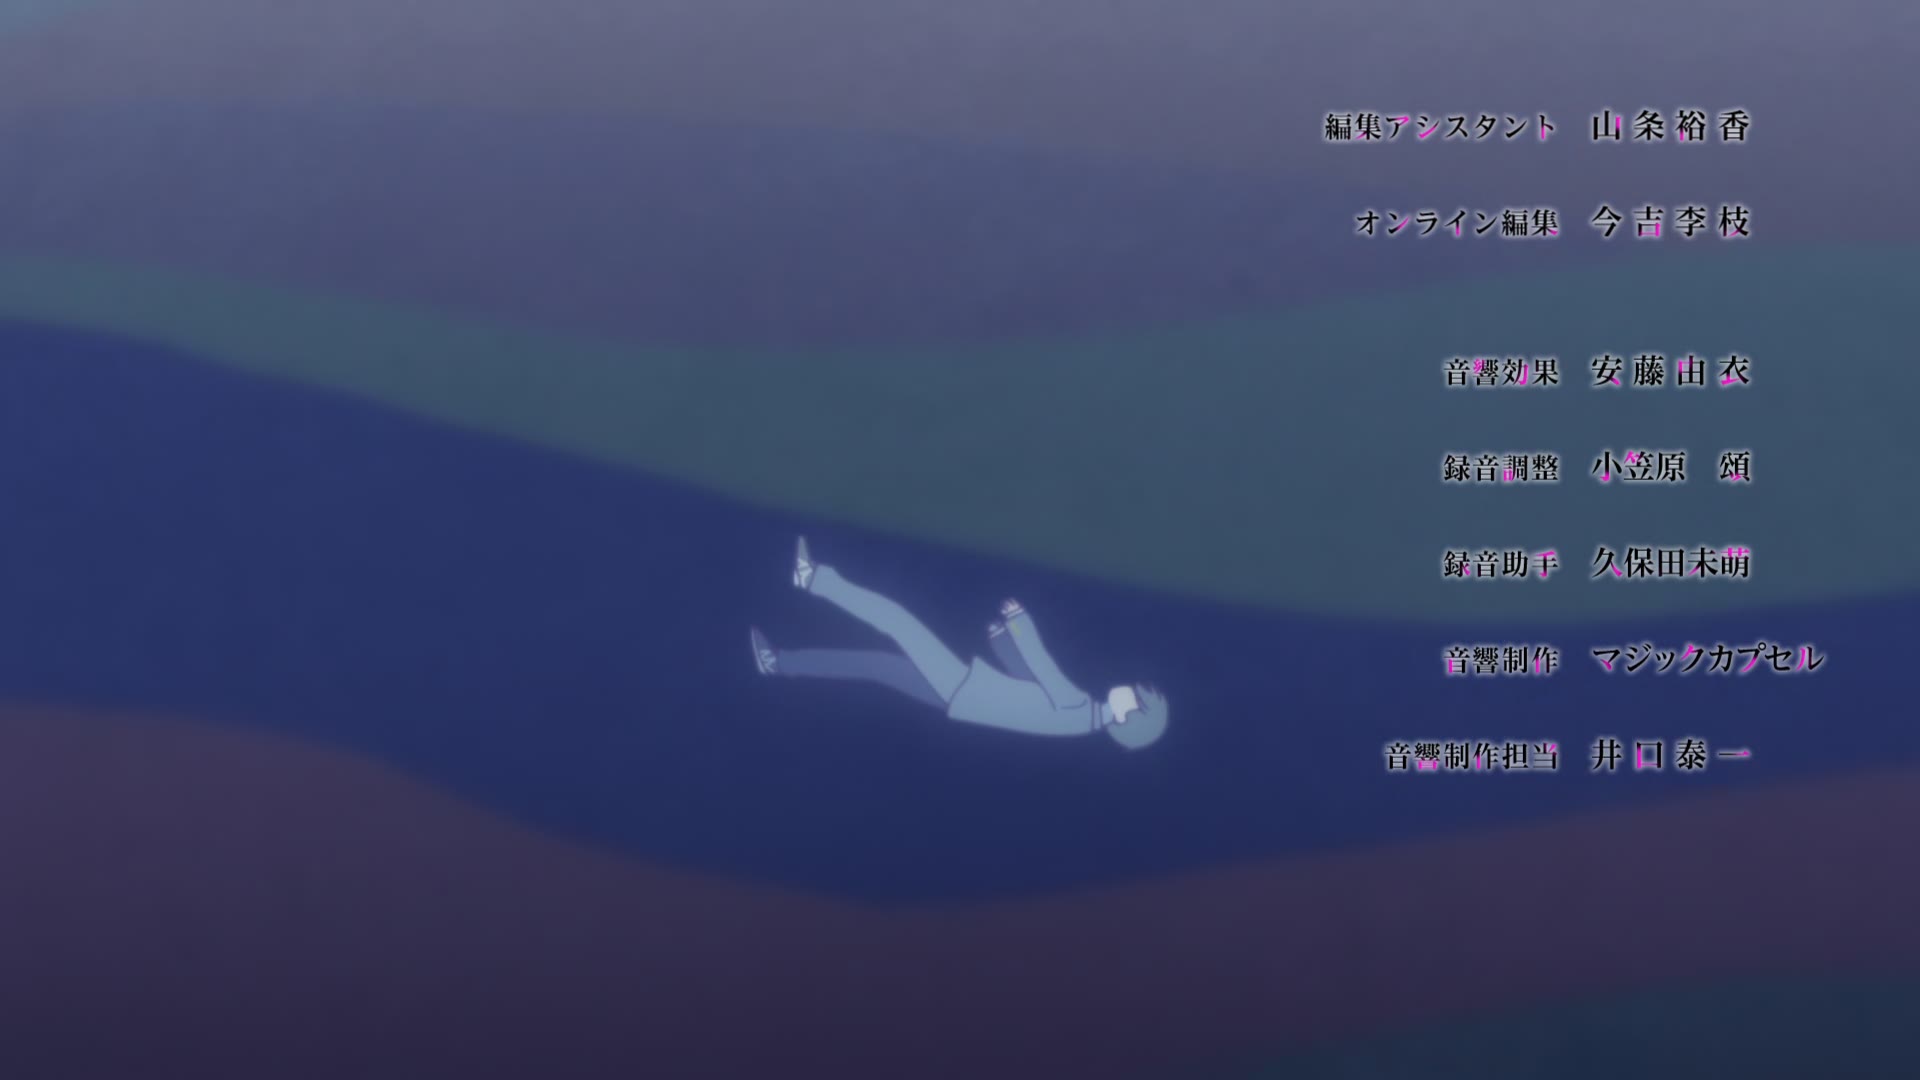 編集アシスタント　山条裕香
オンライン編集　今吉李枝
音響効果　安藤由衣
録音調整　小笠原　頌
録音助手　久保田未萌
音響制作　マジックカプセル
音響制作担当　井口泰一